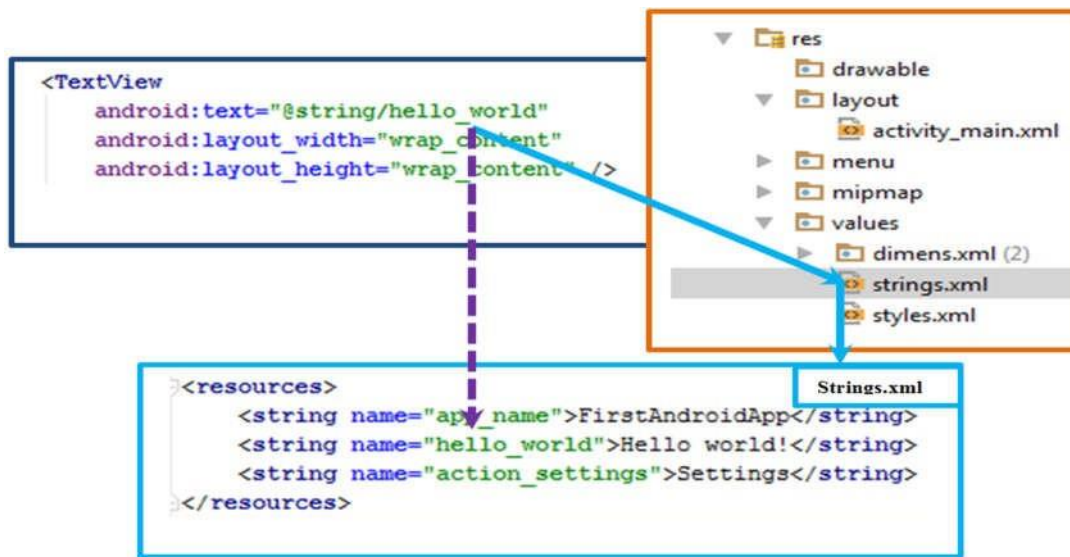 <TextView
android:text="@string/hello_world"
android:layout_width="wrap_content"
android:layout_height="wrap_content" />
res
drawable
layout
activity_main.xml
menu
mipmap
values
dimens.xml (2)
strings.xml
styles.xml
Strings.xml
<resources>
<string name="app_name">FirstAndroidApp</string>
<string name="hello_world">Hello world!</string>
<string name="action_settings">Settings</string>
</resources>